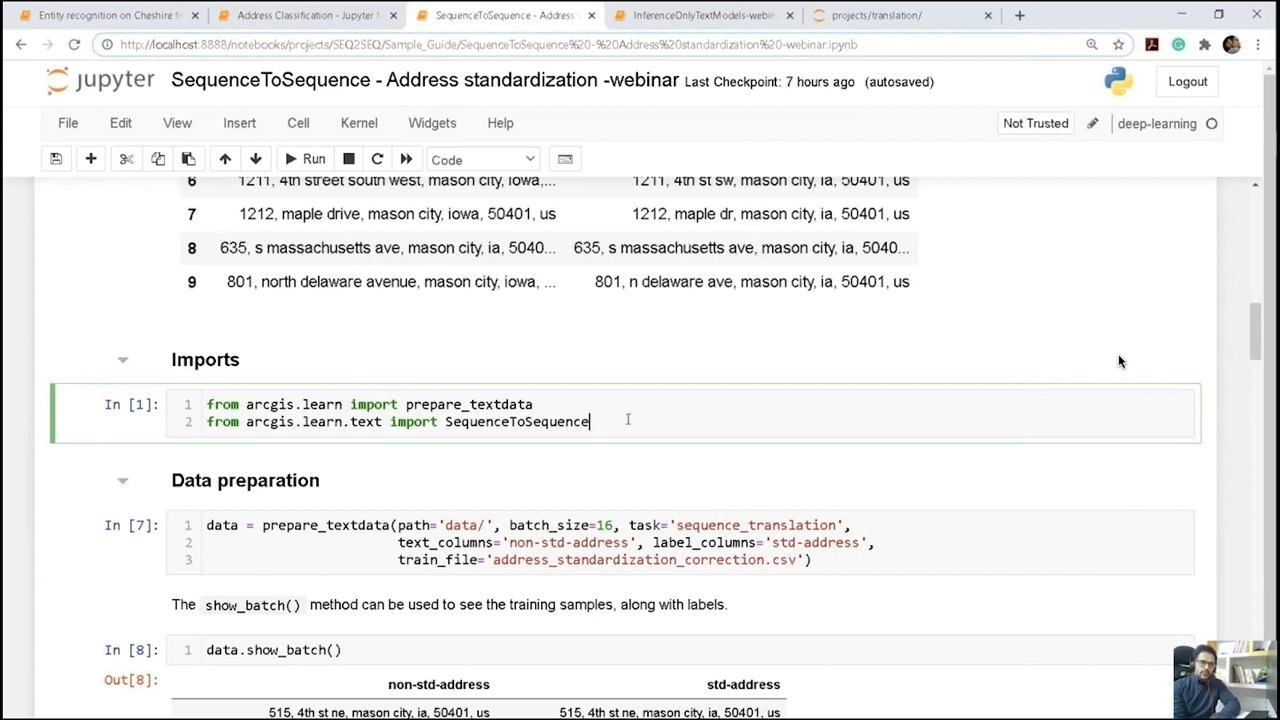 Entity recognition on Cheshire fi
Address Classification - Jupyter N
SequenceToSequence - Address
InferenceOnlyTextModels-webin
projects/translation/
http://localhost:8888/notebooks/projects/SEQ2SEQ/Sample_Guide/SequenceToSequence%20-%20Address%20standardization%20-webinar.ipynb
jupyter SequenceToSequence - Address standardization -webinar Last Checkpoint: 7 hours ago (autosaved) Logout
File Edit View Insert Cell Kernel Widgets Help Not Trusted deep-learning
Run Code
6 1211, 4th street south west, mason city, iowa,... 1211, 4th st sw, mason city, ia, 50401, us
7 1212, maple drive, mason city, iowa, 50401, us 1212, maple dr, mason city, ia, 50401, us
8 635, s massachusetts ave, mason city, ia, 5040... 635, s massachusetts ave, mason city, ia, 5040...
9 801, north delaware avenue, mason city, iowa, ... 801, n delaware ave, mason city, ia, 50401, us
Imports
In [1]: 1 from arcgis.learn import prepare_textdata
2 from arcgis.learn.text import SequenceToSequence
Data preparation
In [7]: 1 data = prepare_textdata(path='data/', batch_size=16, task='sequence_translation',
2 text_columns='non-std-address', label_columns='std-address',
3 train_file='address_standardization_correction.csv')
The show_batch() method can be used to see the training samples, along with labels.
In [8]: 1 data.show_batch()
Out[8]:
non-std-address std-address
515, 4th st ne, mason city, ia, 50401, us 515, 4th st ne, mason city, ia, 50401, us